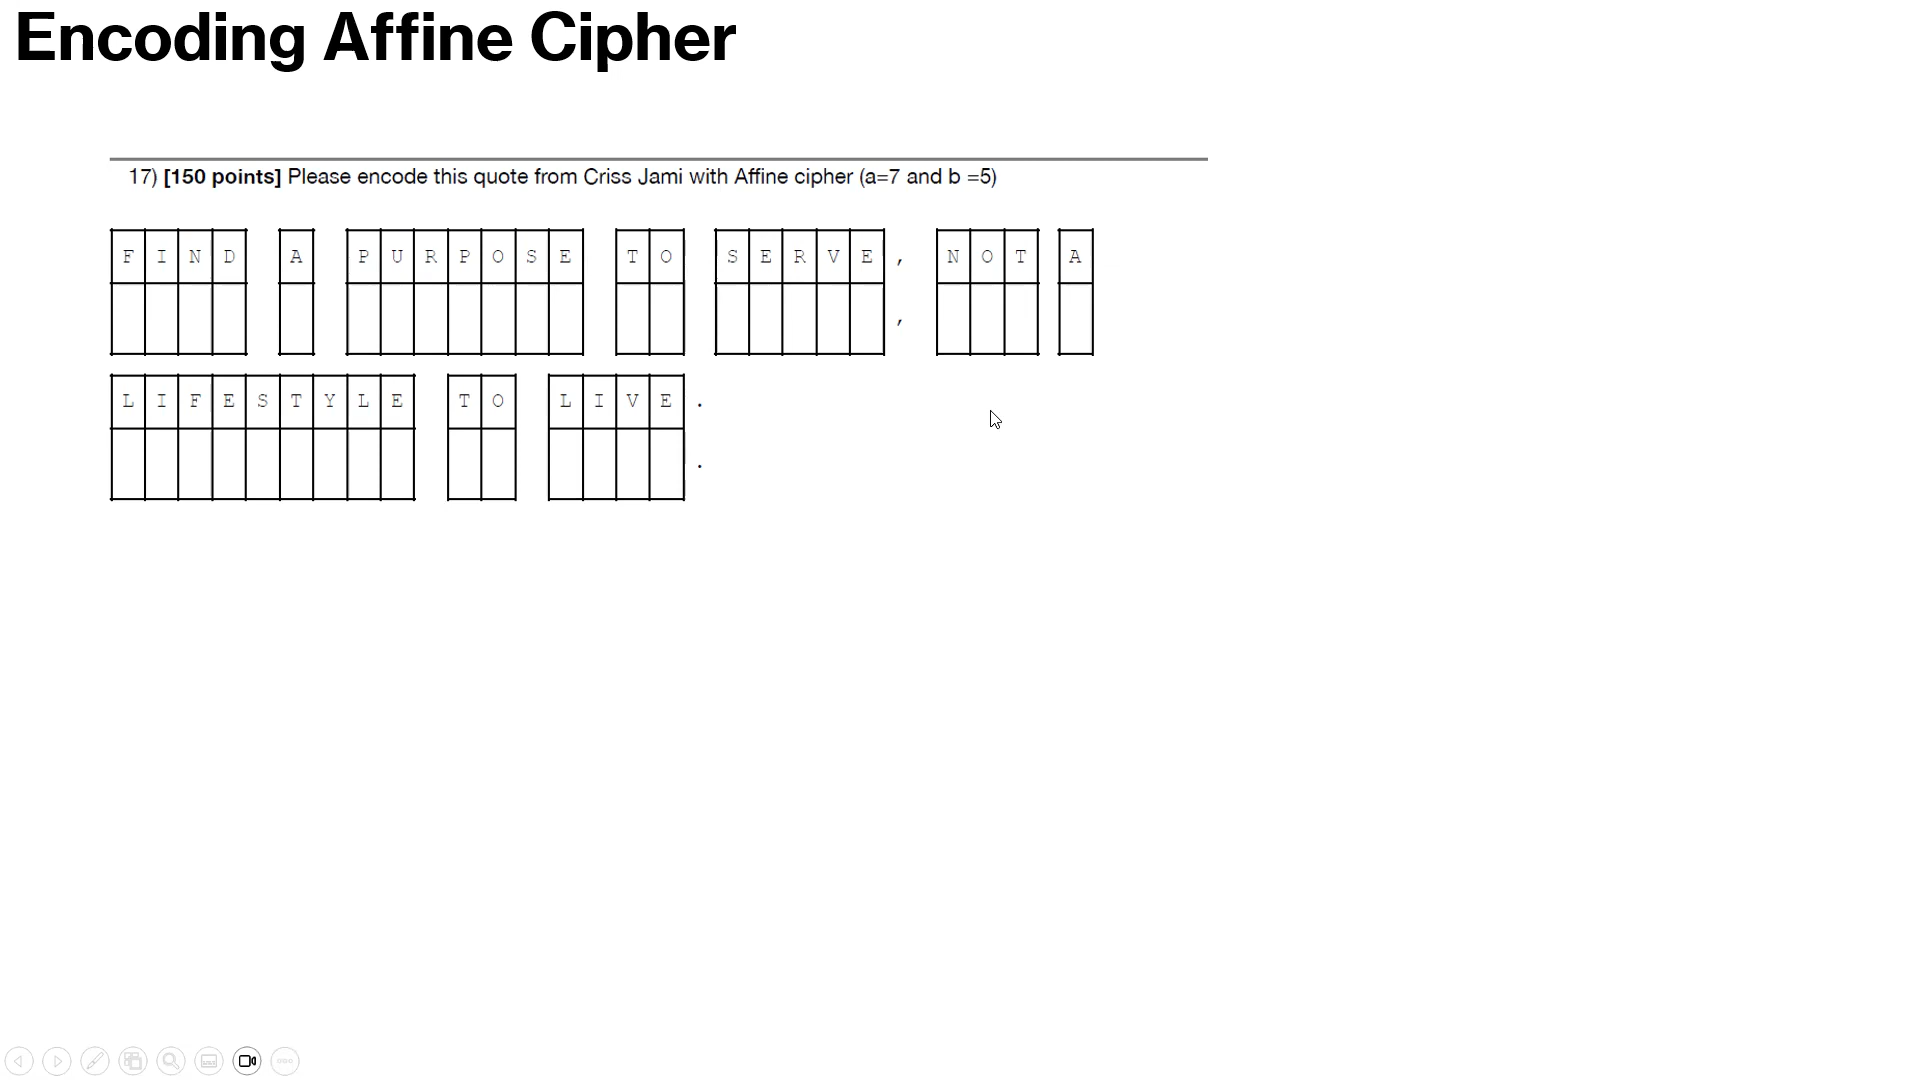 Encoding Affine Cipher
17) [150 points] Please encode this quote from Criss Jami with Affine cipher (a=7 and b =5)
F I N D A P U R P O S E T O S E R V E , N O T A
,
L I F E S T Y L E T O L I V E .
.